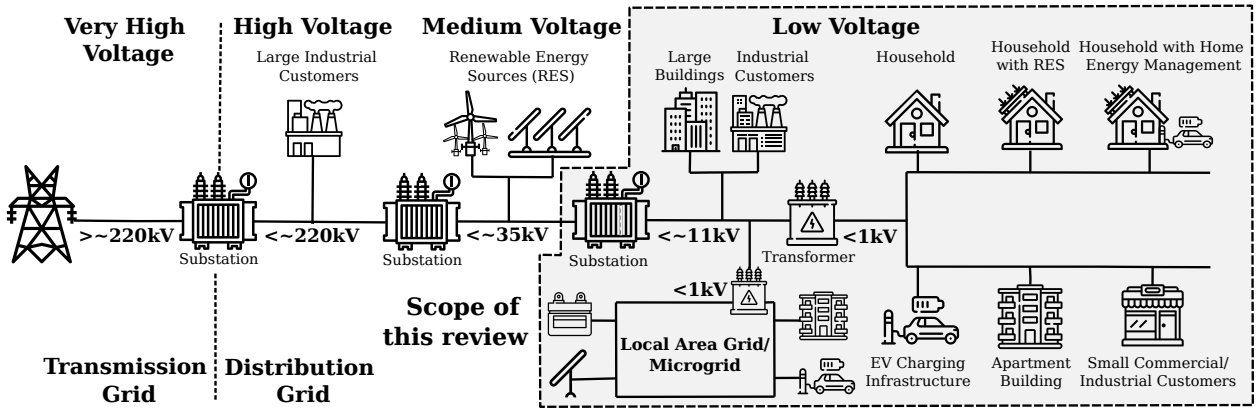 Very High
Voltage
High Voltage
Medium Voltage
Low Voltage
Large Industrial
Customers
Renewable Energy
Sources (RES)
Large
Buildings
Industrial
Customers
Household
Household
with RES
Household with Home
Energy Management
>~220kV
Substation
<~220kV
Substation
<~35kV
Substation
<~11kV
Transformer
<1kV
<1kV
Scope of
this review
Local Area Grid/
Microgrid
EV Charging
Infrastructure
Apartment
Building
Small Commercial/
Industrial Customers
Transmission
Grid
Distribution
Grid